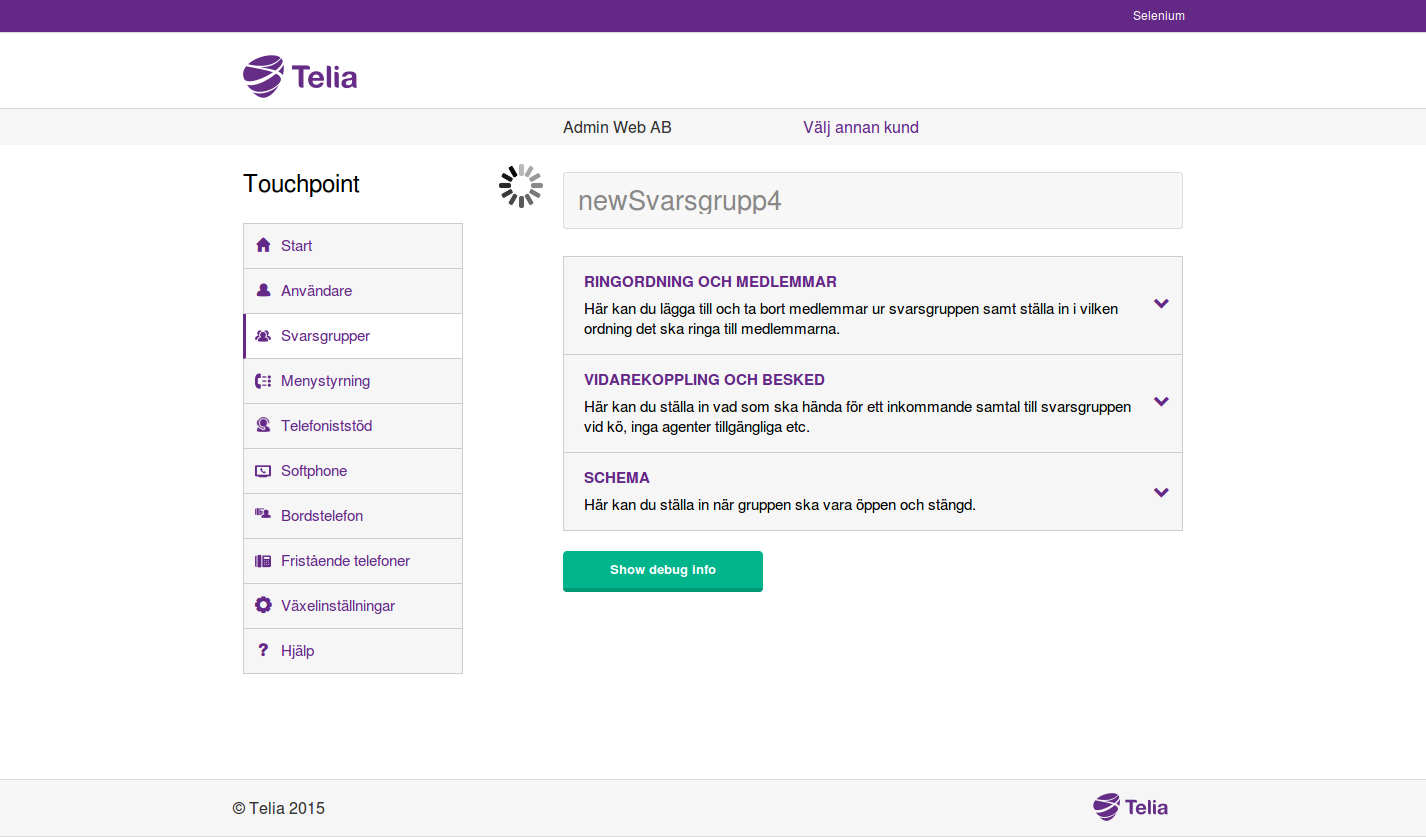 Selenium
Telia
Admin Web AB
Välj annan kund
Touchpoint
newSvarsgrupp4
Start
Användare
Svarsgrupper
Menystyrning
Telefoniststöd
Softphone
Bordstelefon
Fristående telefoner
Växelinställningar
Hjälp
RINGORDNING OCH MEDLEMMAR
Här kan du lägga till och ta bort medlemmar ur svarsgruppen samt ställa in i vilken
ordning det ska ringa till medlemmarna.
VIDAREKOPPLING OCH BESKED
Här kan du ställa in vad som ska hända för ett inkommande samtal till svarsgruppen
vid kö, inga agenter tillgängliga etc.
SCHEMA
Här kan du ställa in när gruppen ska vara öppen och stängd.
Show debug info
© Telia 2015
Telia